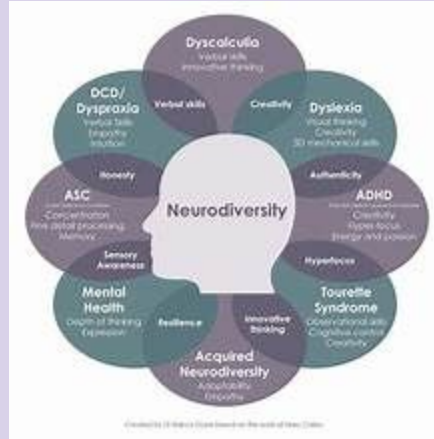 Dyscalculia
Verbal skills
Innovative thinking
DCD/
Dyspraxia
Verbal Skills
Empathy
Intuition
Verbal skills
Creativity
Dyslexia
Visual thinking
Creativity
3D mechanical skills
Honesty
Authenticity
ASC
Concentration
Fine detail processing
Memory
Neurodiversity
ADHD
Creativity
Hyper-focus
Energy and passion
Sensory
Awareness
Hyperfocus
Mental
Health
Depth of thinking
Expression
Resilience
Innovative
thinking
Tourette
Syndrome
Observational skills
Cognitive control
Creativity
Acquired
Neurodiversity
Adaptability
Empathy